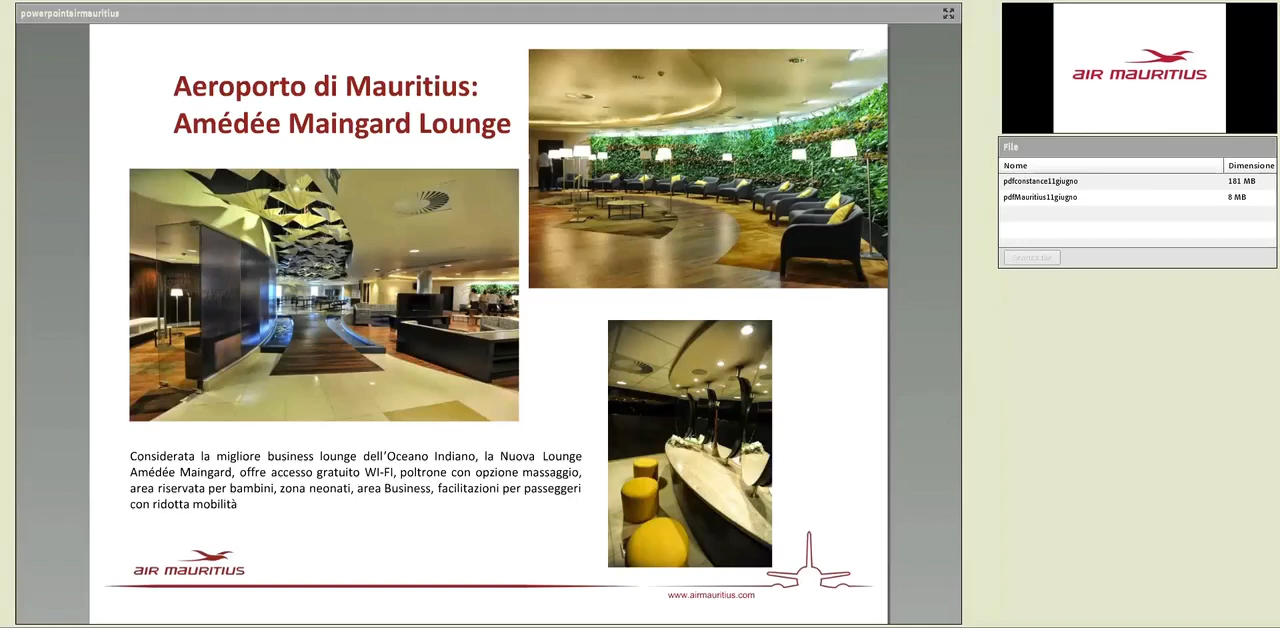 powerpointairmauritius
Aeroporto di Mauritius:
Amédée Maingard Lounge
Considerata la migliore business lounge dell’Oceano Indiano, la Nuova Lounge
Amédée Maingard, offre accesso gratuito WI-FI, poltrone con opzione massaggio,
area riservata per bambini, zona neonati, area Business, facilitazioni per passeggeri
con ridotta mobilità
AIR MAURITIUS
www.airmauritius.com
AIR MAURITIUS
File
Nome Dimensione
pdfconstance11giugno 181 MB
pdfMauritius11giugno 8 MB